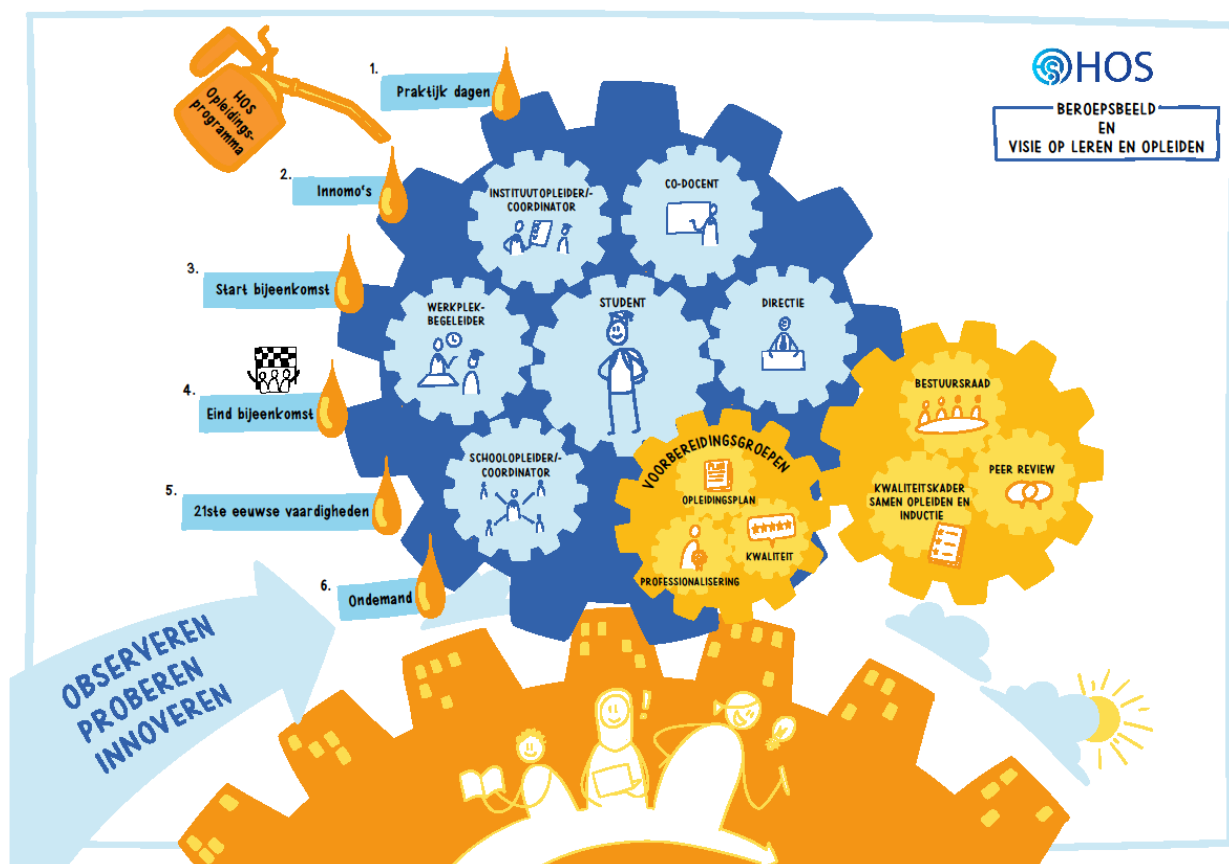 HOS
BEROEPSBEELD
EN
VISIE OP LEREN EN OPLEIDEN
HOS
Opleidings-
programma
1.
Praktijk dagen
2.
Innomo's
3.
Start bijeenkomst
4.
Eind bijeenkomst
5.
21ste eeuwse vaardigheden
6.
Ondemand
INSTITUUTOPLEIDER/-
COORDINATOR
CO-DOCENT
WERKPLEK-
BEGELEIDER
STUDENT
DIRECTIE
SCHOOLOPLEIDER/-
COORDINATOR
VOORBEREIDINGSGROEPEN
OPLEIDINGSPLAN
KWALITEIT
PROFESSIONALISERING
BESTUURSRAAD
PEER REVIEW
KWALITEITSKADER
SAMEN OPLEIDEN EN
INDUCTIE
OBSERVEREN
PROBEREN
INNOVEREN
!